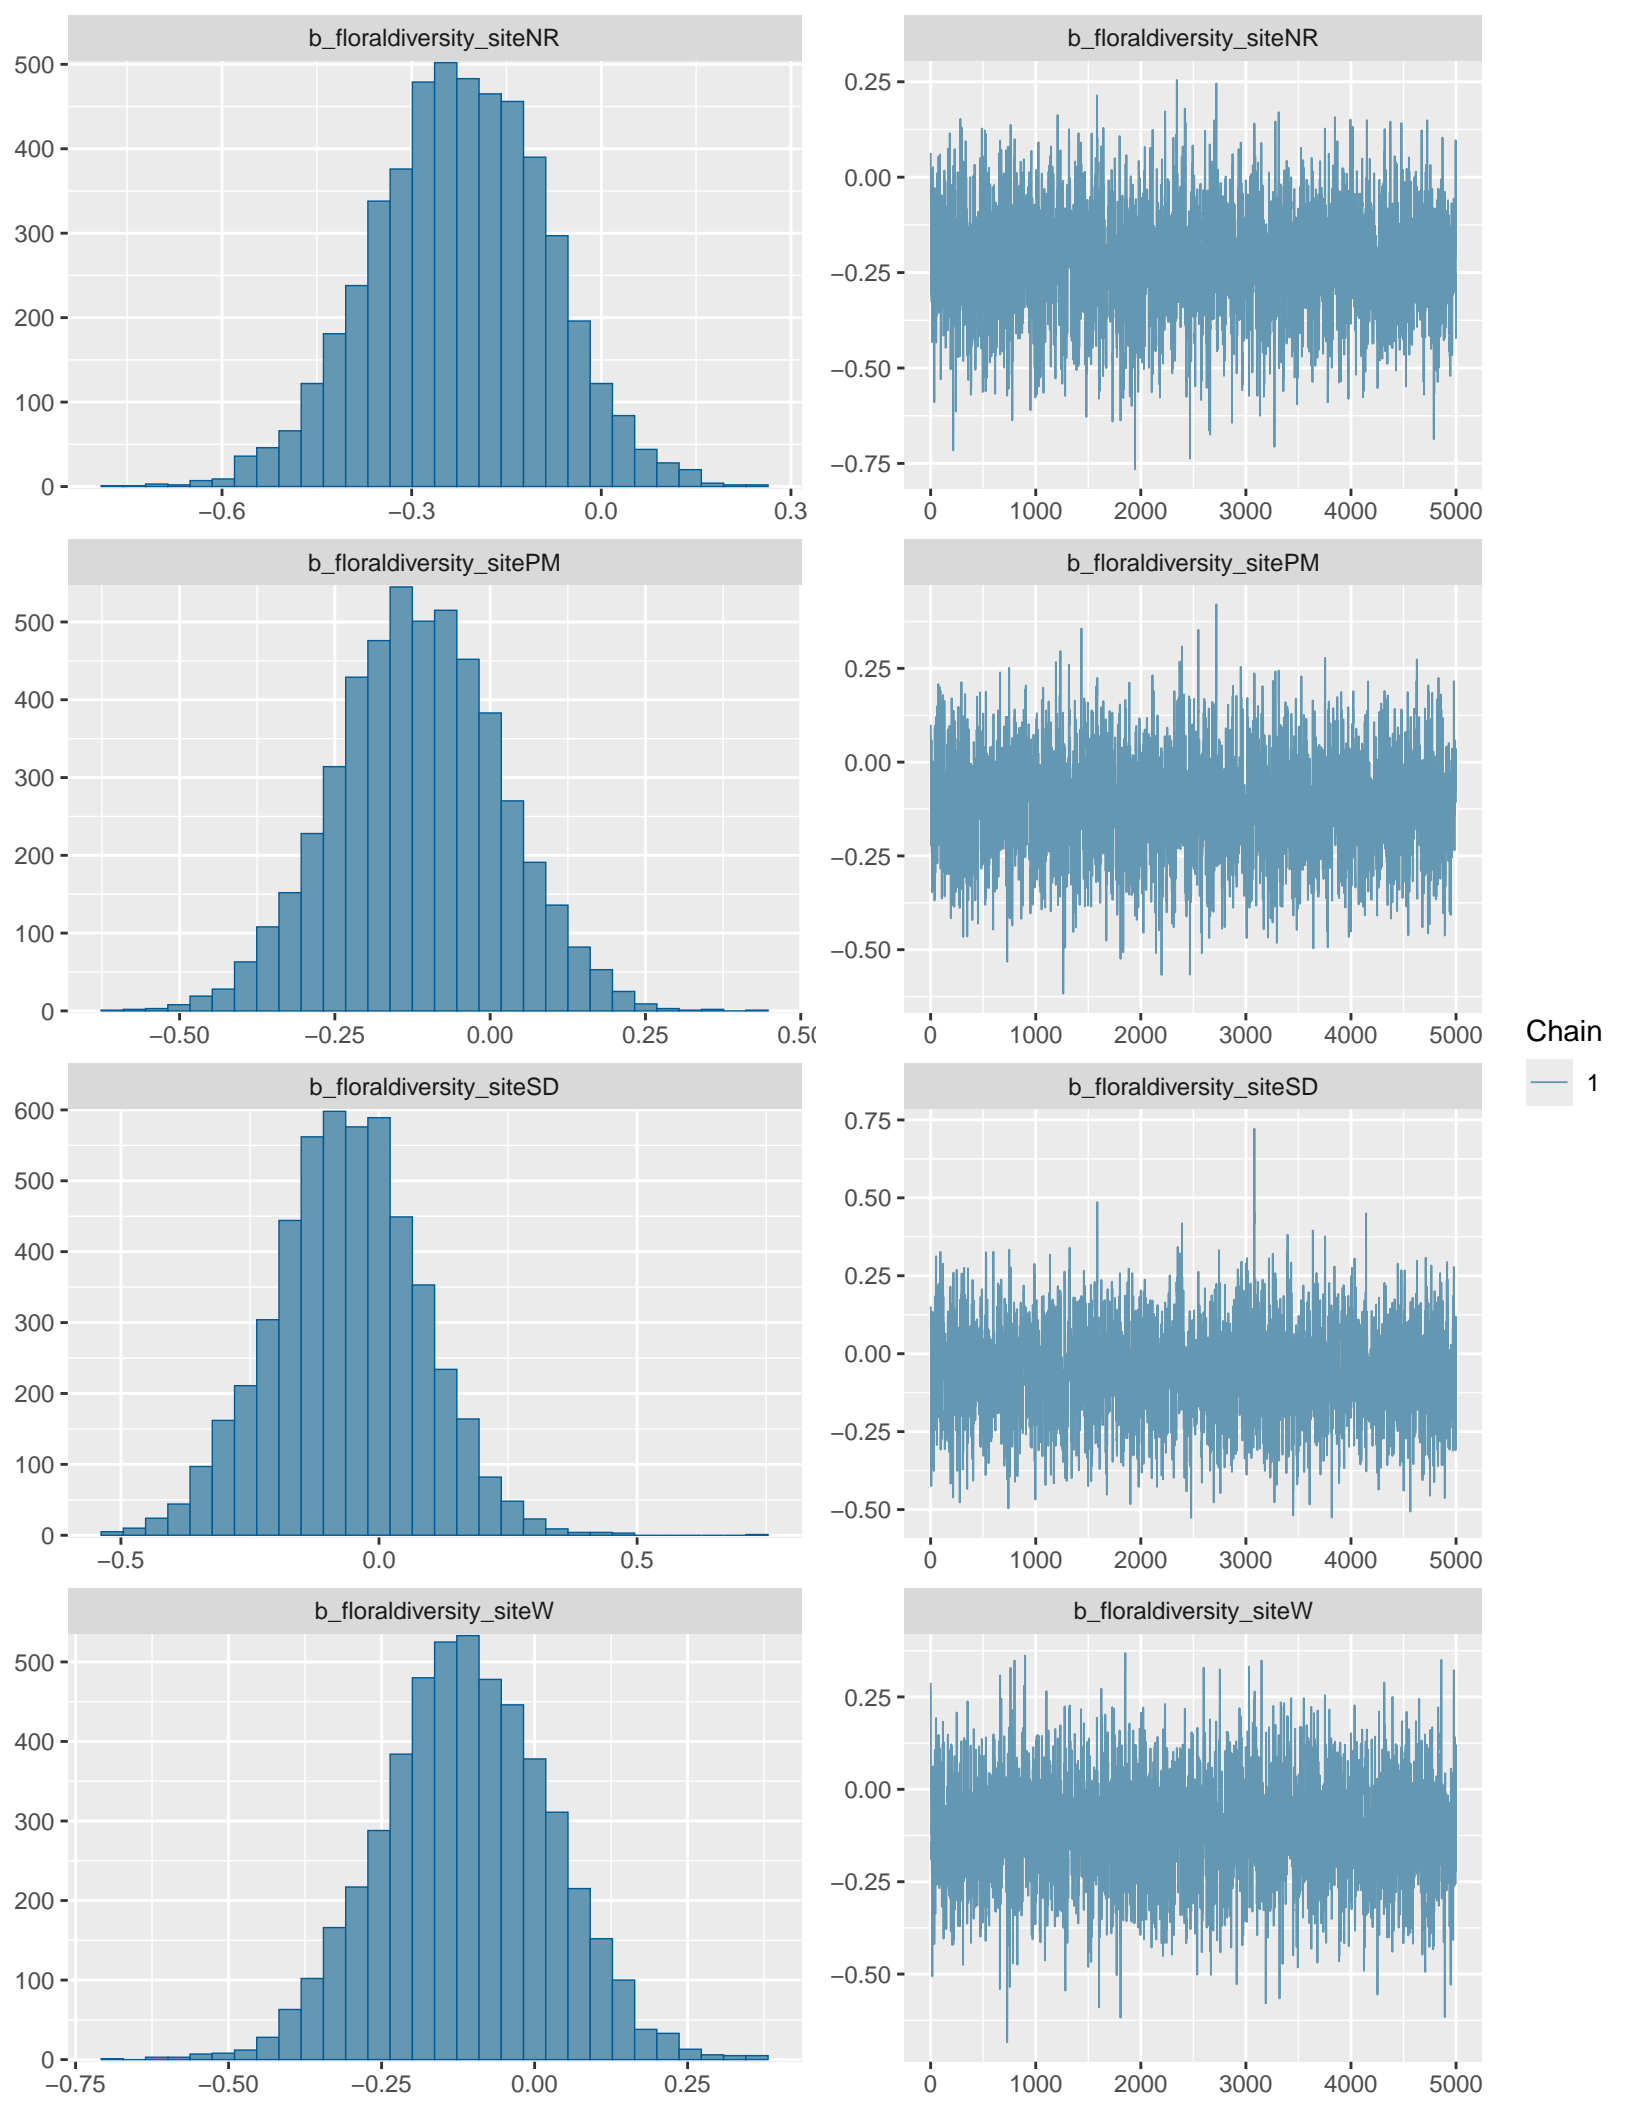 b_floraldiversity_siteNR
500
400
300
200
100
0
−0.6 −0.3 0.0 0.3
b_floraldiversity_siteNR
0.25
0.00
−0.25
−0.50
−0.75
0 1000 2000 3000 4000 5000
b_floraldiversity_sitePM
500
400
300
200
100
0
−0.50 −0.25 0.00 0.25 0.50
b_floraldiversity_sitePM
0.25
0.00
−0.25
−0.50
0 1000 2000 3000 4000 5000
b_floraldiversity_siteSD
600
500
400
300
200
100
0
−0.5 0.0 0.5
b_floraldiversity_siteSD
0.75
0.50
0.25
0.00
−0.25
−0.50
0 1000 2000 3000 4000 5000
b_floraldiversity_siteW
500
400
300
200
100
0
−0.75 −0.50 −0.25 0.00 0.25
b_floraldiversity_siteW
0.25
0.00
−0.25
−0.50
0 1000 2000 3000 4000 5000
Chain
1